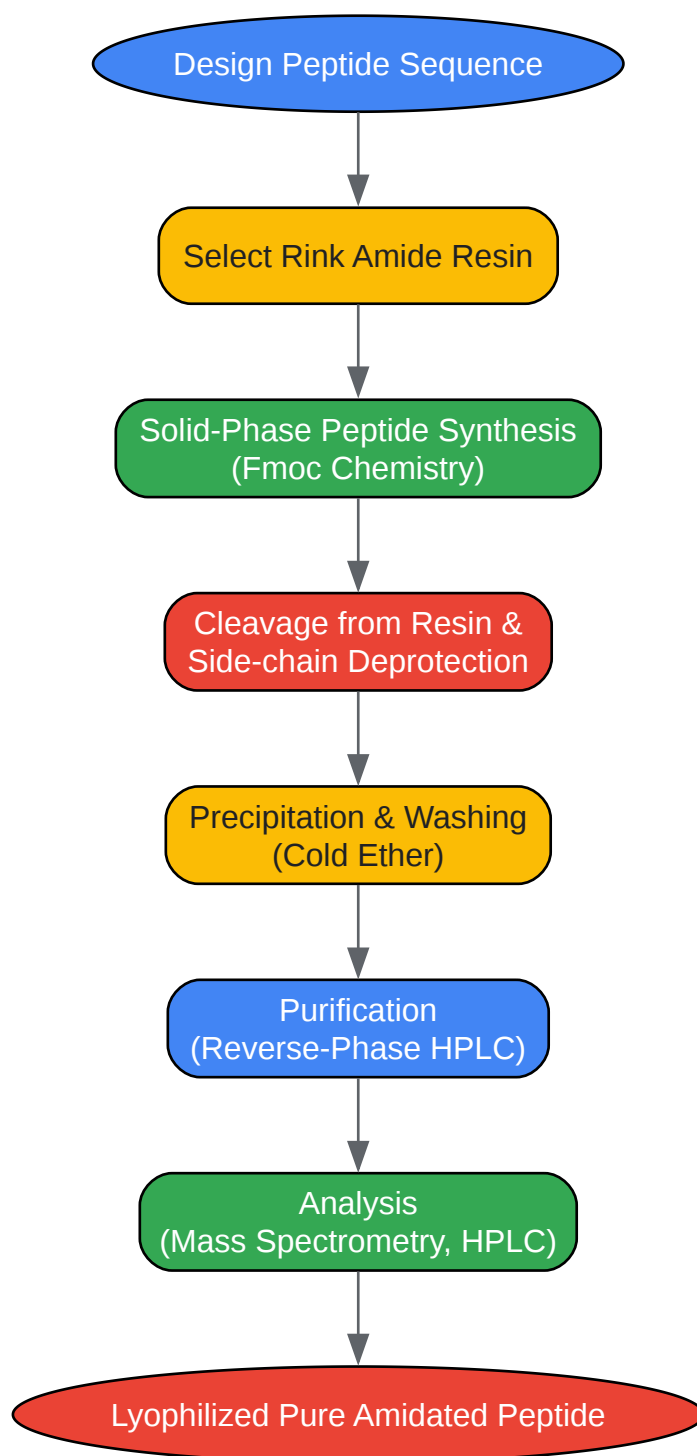 Design Peptide Sequence
Select Rink Amide Resin
Solid-Phase Peptide Synthesis
(Fmoc Chemistry)
Cleavage from Resin &
Side-chain Deprotection
Precipitation & Washing
(Cold Ether)
Purification
(Reverse-Phase HPLC)
Analysis
(Mass Spectrometry, HPLC)
Lyophilized Pure Amidated Peptide